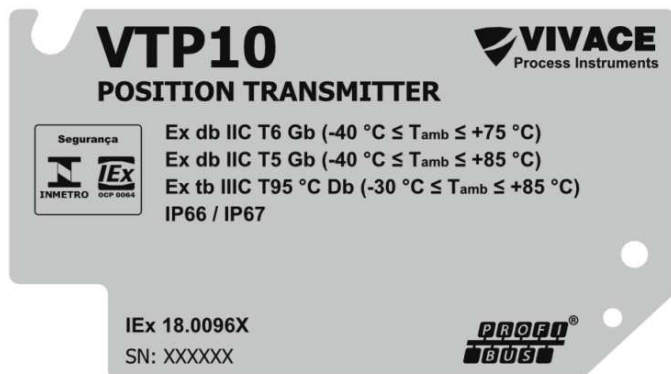 VTP10
POSITION TRANSMITTER
VIVACE
Process Instruments
Segurança
INMETRO
IEx
OCP 0064
Ex db IIC T6 Gb (-40 °C ≤ Tamb ≤ +75 °C)
Ex db IIC T5 Gb (-40 °C ≤ Tamb ≤ +85 °C)
Ex tb IIIC T95 °C Db (-30 °C ≤ Tamb ≤ +85 °C)
IP66 / IP67
IEx 18.0096X
SN: XXXXXX
PROFI®
BUS